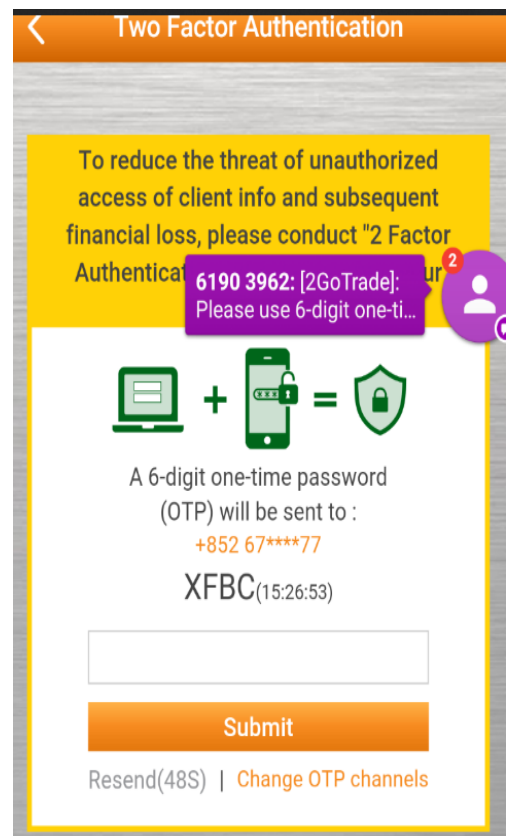 Two Factor Authentication
To reduce the threat of unauthorized
access of client info and subsequent
financial loss, please conduct "2 Factor
Authenticat
ur
6190 3962: [2GoTrade]:
Please use 6-digit one-ti...
2
+
=
A 6-digit one-time password
(OTP) will be sent to :
+852 67****77
XFBC(15:26:53)
Submit
Resend(48S) | Change OTP channels